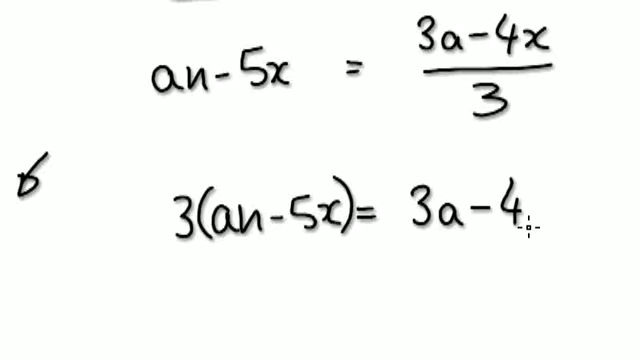 an - 5x = (3a - 4x)/3
3(an - 5x) = 3a - 4